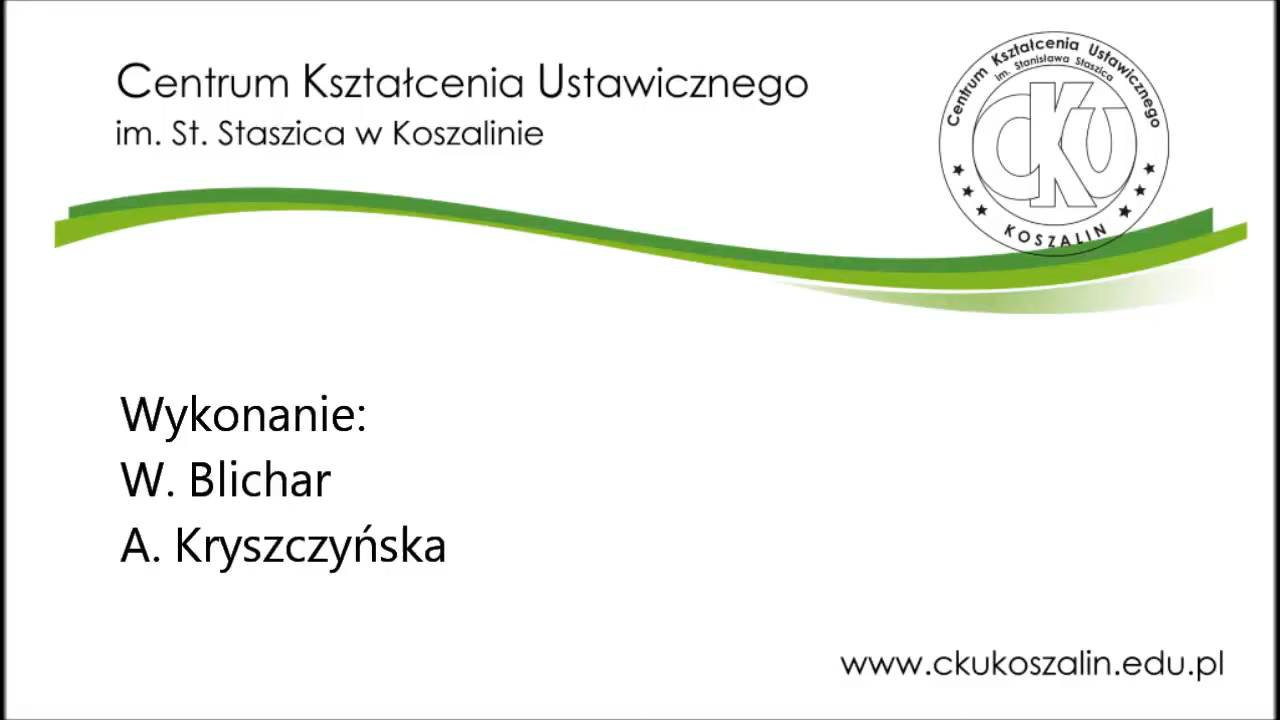 Centrum Kształcenia Ustawicznego
im. St. Staszica w Koszalinie
Centrum Kształcenia Ustawicznego
im. Stanisława Staszica
CKU
KOSZALIN
Wykonanie:
W. Blichar
A. Kryszczyńska
www.ckukoszalin.edu.pl